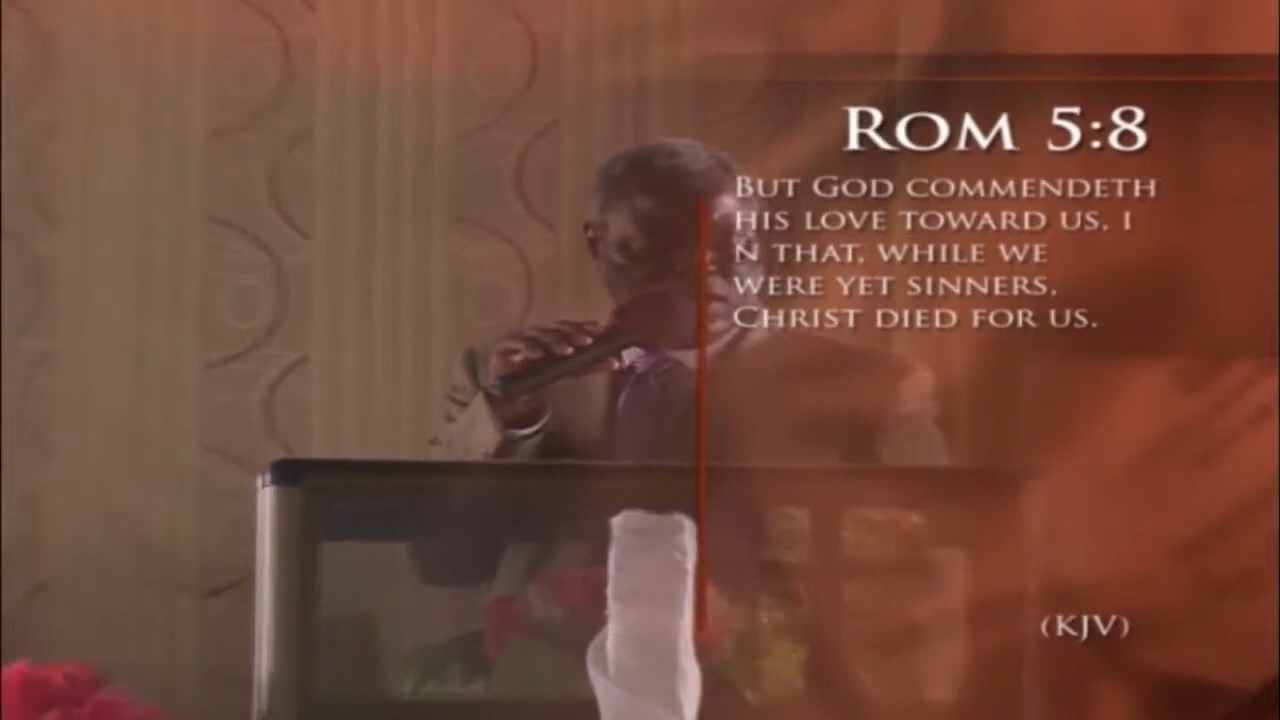 ROM 5:8
BUT GOD COMMENDETH
HIS LOVE TOWARD US, I
N THAT, WHILE WE
WERE YET SINNERS,
CHRIST DIED FOR US.
(KJV)